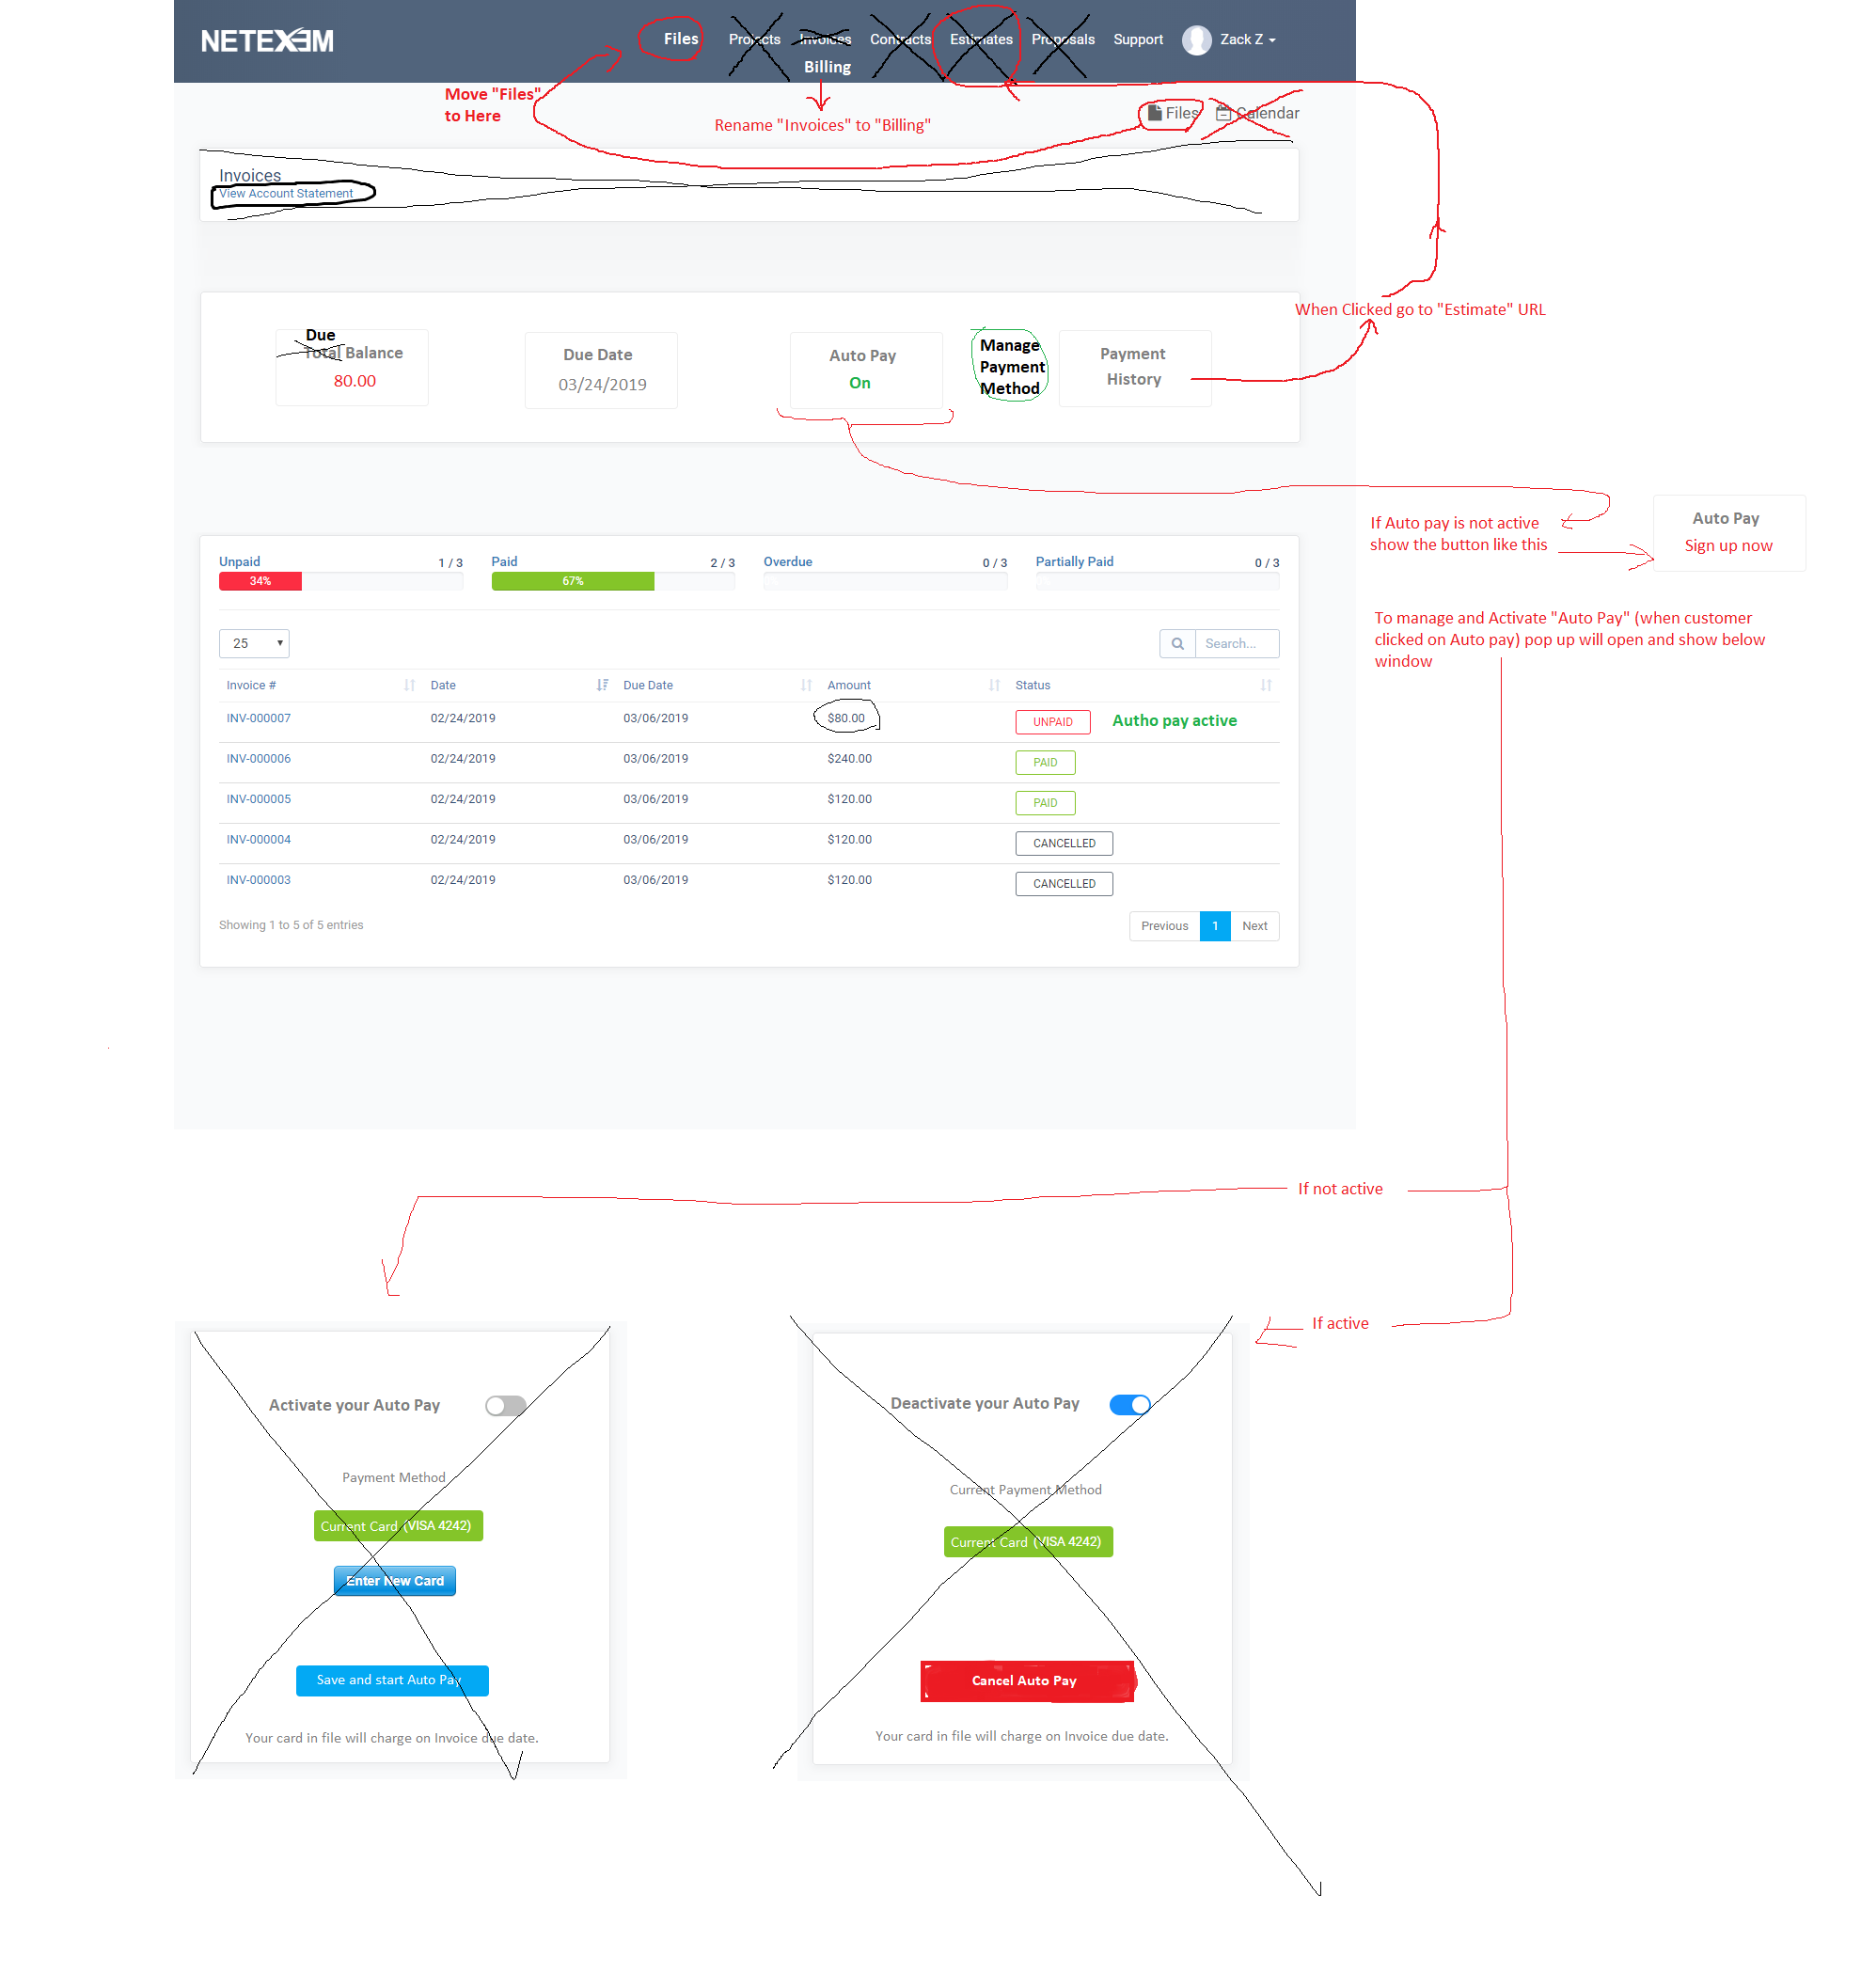 NETEXEM
Files Projects Invoices Contracts Estimates Proposals Support Zack Z
Billing
Move "Files"
to Here
Rename "Invoices" to "Billing"
Files Calendar
Invoices
View Account Statement
When Clicked go to "Estimate" URL
Due
Total Balance
80.00
Due Date
03/24/2019
Auto Pay
On
Manage
Payment
Method
Payment
History
If Auto pay is not active
show the button like this
Auto Pay
Sign up now
Unpaid 1 / 3 Paid 2 / 3 Overdue 0 / 3 Partially Paid 0 / 3
34% 67%
To manage and Activate "Auto Pay" (when customer
clicked on Auto pay) pop up will open and show below
window
25 Search...
Invoice # Date Due Date Amount Status
INV-000007 02/24/2019 03/06/2019 $80.00 UNPAID Autho pay active
INV-000006 02/24/2019 03/06/2019 $240.00 PAID
INV-000005 02/24/2019 03/06/2019 $120.00 PAID
INV-000004 02/24/2019 03/06/2019 $120.00 CANCELLED
INV-000003 02/24/2019 03/06/2019 $120.00 CANCELLED
Showing 1 to 5 of 5 entries Previous 1 Next
If not active
If active
Activate your Auto Pay
Payment Method
Current Card (VISA 4242)
Enter New Card
Save and start Auto Pay
Your card in file will charge on Invoice due date.
Deactivate your Auto Pay
Current Payment Method
Current Card (VISA 4242)
Cancel Auto Pay
Your card in file will charge on Invoice due date.